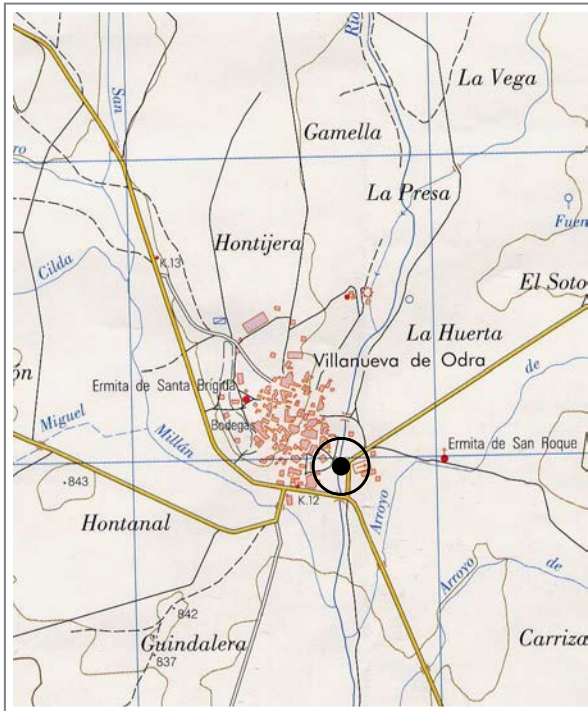 Río
La Vega
San
Gamella
ro
La Presa
Fuen
Hontijera
K.13
Cilda
El Soto
La Huerta
de
Villanueva de Odra
ón
Ermita de Santa Brígida
Miguel
Bodegas
Millán
Ermita de San Roque
843
K.12
Hontanal
Arroyo
Arroyo
de
842
Guindalera
837
Carriza